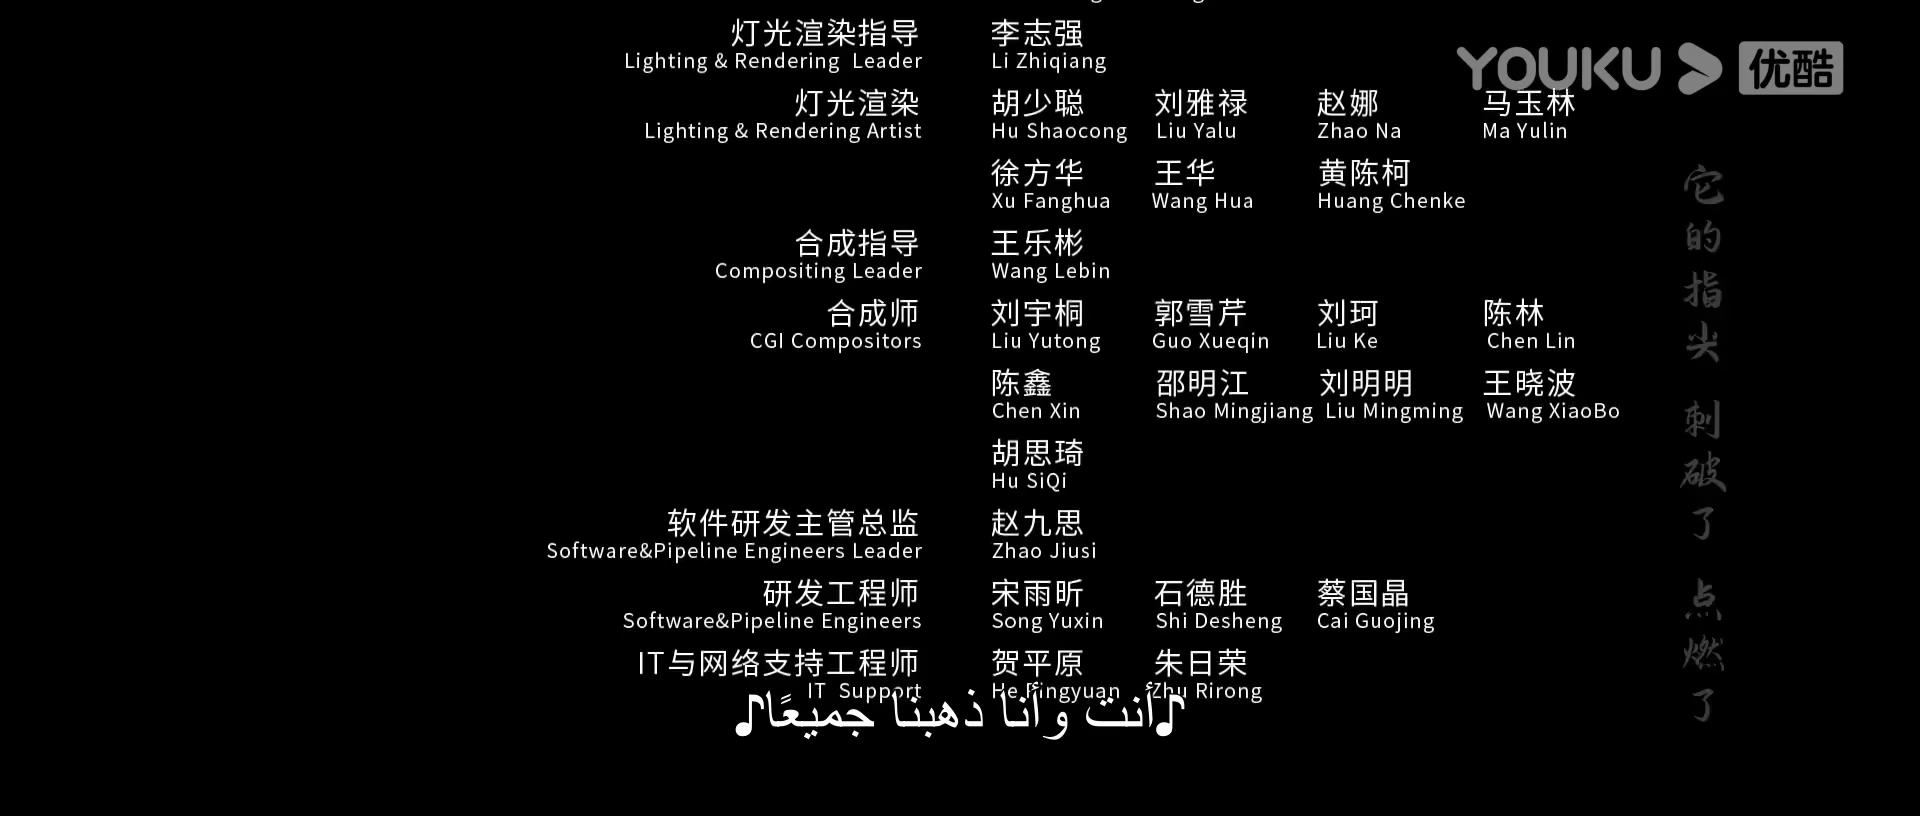 灯光渲染指导 李志强
Lighting & Rendering Leader Li Zhiqiang
YOUKU 优酷
灯光渲染 胡少聪 刘雅禄 赵娜 马玉林
Lighting & Rendering Artist Hu Shaocong Liu Yalu Zhao Na Ma Yulin
徐方华 王华 黄陈柯
Xu Fanghua Wang Hua Huang Chenke
合成指导 王乐彬
Compositing Leader Wang Lebin
合成师 刘宇桐 郭雪芹 刘珂 陈林
CGI Compositors Liu Yutong Guo Xueqin Liu Ke Chen Lin
陈鑫 邵明江 刘明明 王晓波
Chen Xin Shao Mingjiang Liu Mingming Wang XiaoBo
胡思琦
Hu SiQi
软件研发主管总监 赵九思
Software&Pipeline Engineers Leader Zhao Jiusi
研发工程师 宋雨昕 石德胜 蔡国晶
Software&Pipeline Engineers Song Yuxin Shi Desheng Cai Guojing
IT与网络支持工程师 贺平原 朱日荣
IT Support He Pingyuan Zhu Rirong
♪أنت وأنا ذهبنا جميعًا♪
它的指尖 刺破了 点燃了